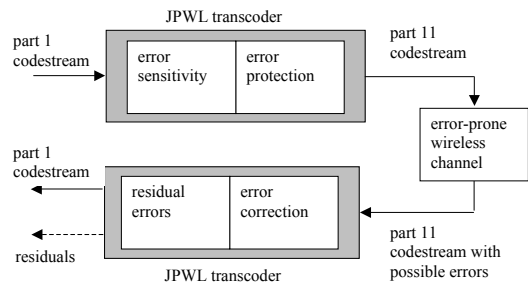 JPWL transcoder
part 1
codestream
error
sensitivity
error
protection
part 11
codestream
error-prone
wireless
channel
part 1
codestream
residual
errors
error
correction
residuals
part 11
codestream with
possible errors
JPWL transcoder